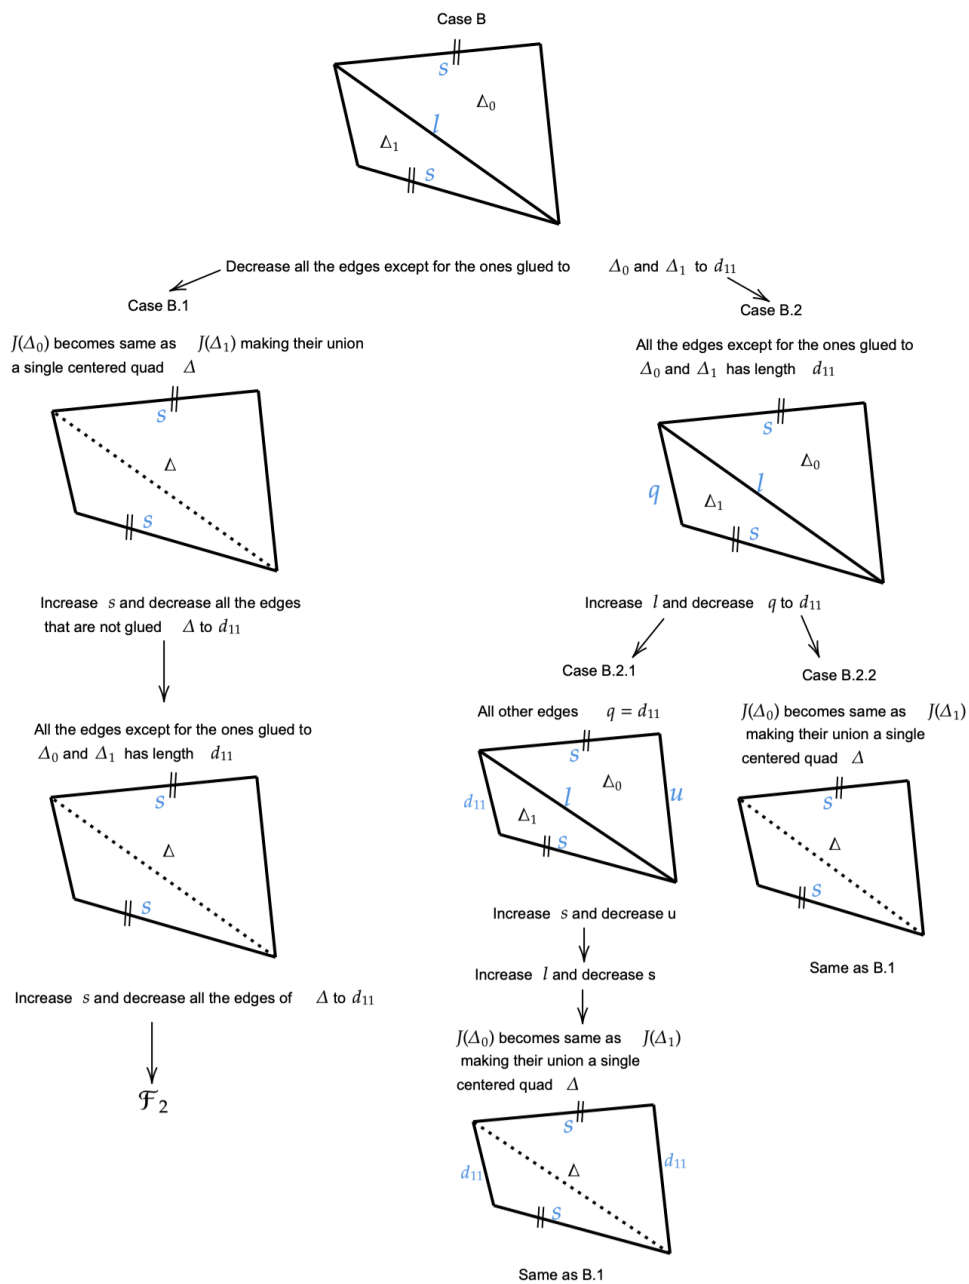 Case B
s
Δ₀
l
Δ₁
s
Decrease all the edges except for the ones glued to Δ₀ and Δ₁ to d₁₁
Case B.1
J(Δ₀) becomes same as J(Δ₁) making their union
a single centered quad Δ
s
Δ
s
Increase s and decrease all the edges
that are not glued Δ to d₁₁
All the edges except for the ones glued to
Δ₀ and Δ₁ has length d₁₁
s
Δ
s
Increase s and decrease all the edges of Δ to d₁₁
ℱ₂
Case B.2
All the edges except for the ones glued to
Δ₀ and Δ₁ has length d₁₁
s
Δ₀
q
l
Δ₁
s
Increase l and decrease q to d₁₁
Case B.2.1
All other edges q = d₁₁
s
Δ₀
d₁₁
l
u
Δ₁
s
Increase s and decrease u
Increase l and decrease s
J(Δ₀) becomes same as J(Δ₁)
making their union a single
centered quad Δ
s
d₁₁
Δ
d₁₁
s
Same as B.1
Case B.2.2
J(Δ₀) becomes same as J(Δ₁)
making their union a single
centered quad Δ
s
Δ
s
Same as B.1